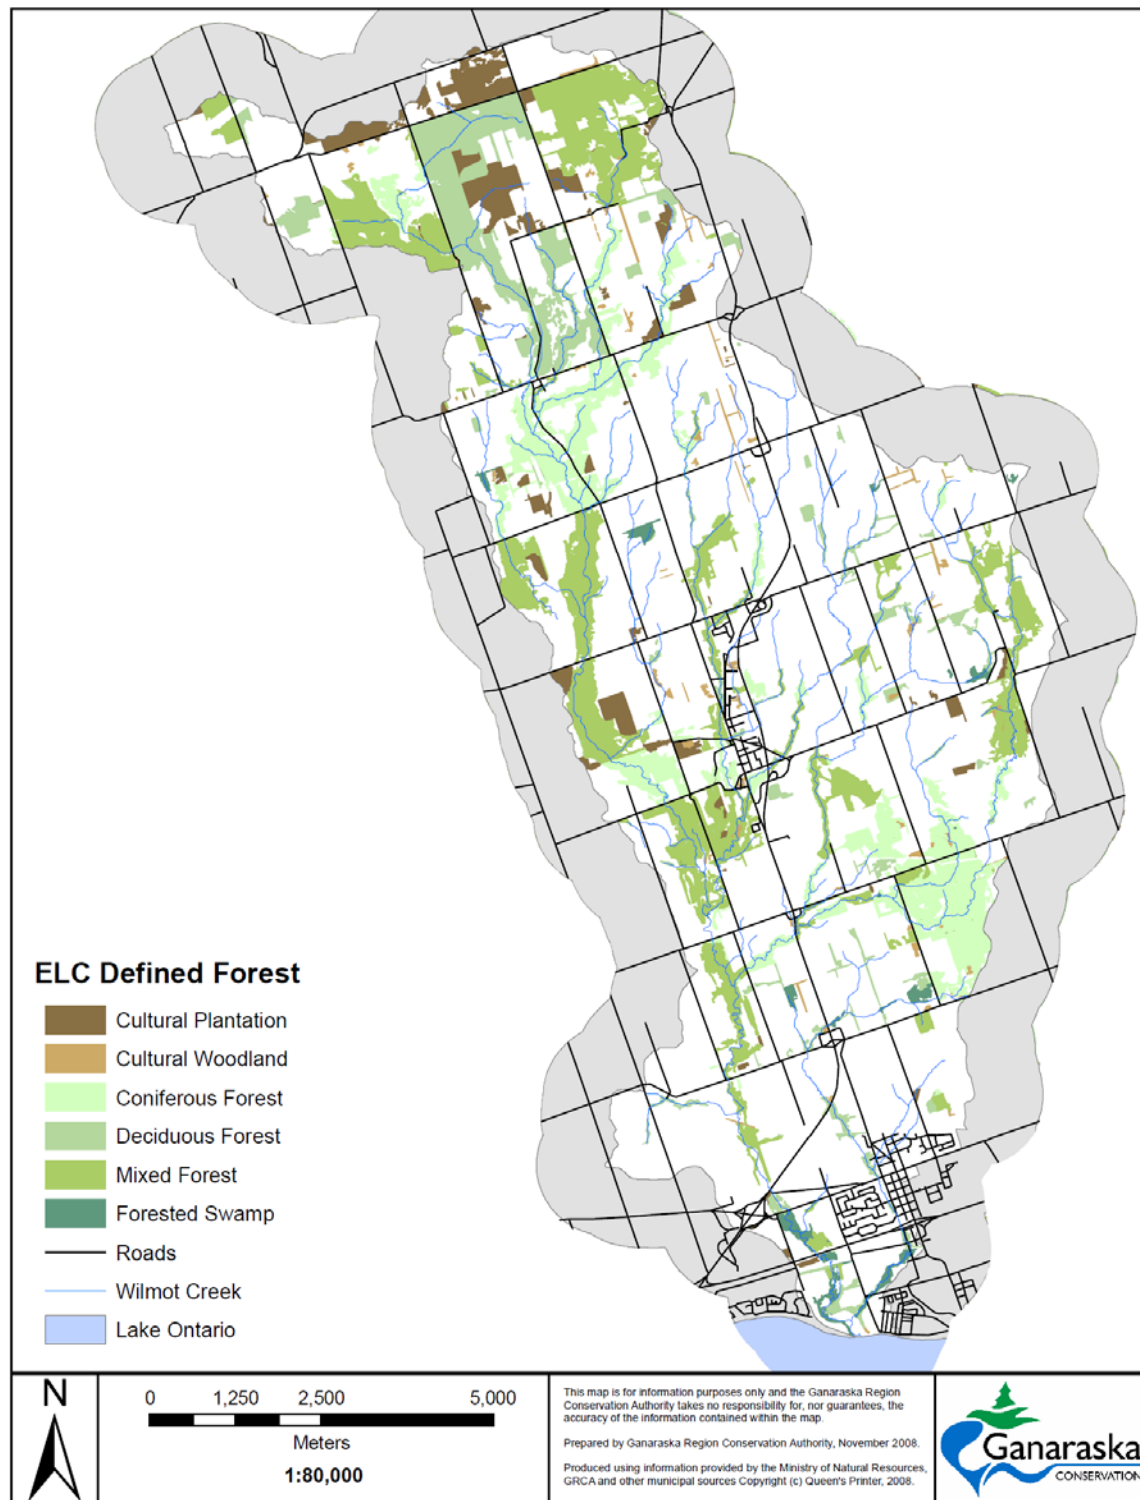 ELC Defined Forest
Cultural Plantation
Cultural Woodland
Coniferous Forest
Deciduous Forest
Mixed Forest
Forested Swamp
Roads
Wilmot Creek
Lake Ontario
N
0 1,250 2,500 5,000
Meters
1:80,000
This map is for information purposes only and the Ganaraska Region
Conservation Authority takes no responsibility for, nor guarantees, the
accuracy of the information contained within the map.
Prepared by Ganaraska Region Conservation Authority, November 2008.
Produced using information provided by the Ministry of Natural Resources,
GRCA and other municipal sources Copyright (c) Queen's Printer, 2008.
Ganaraska
CONSERVATION